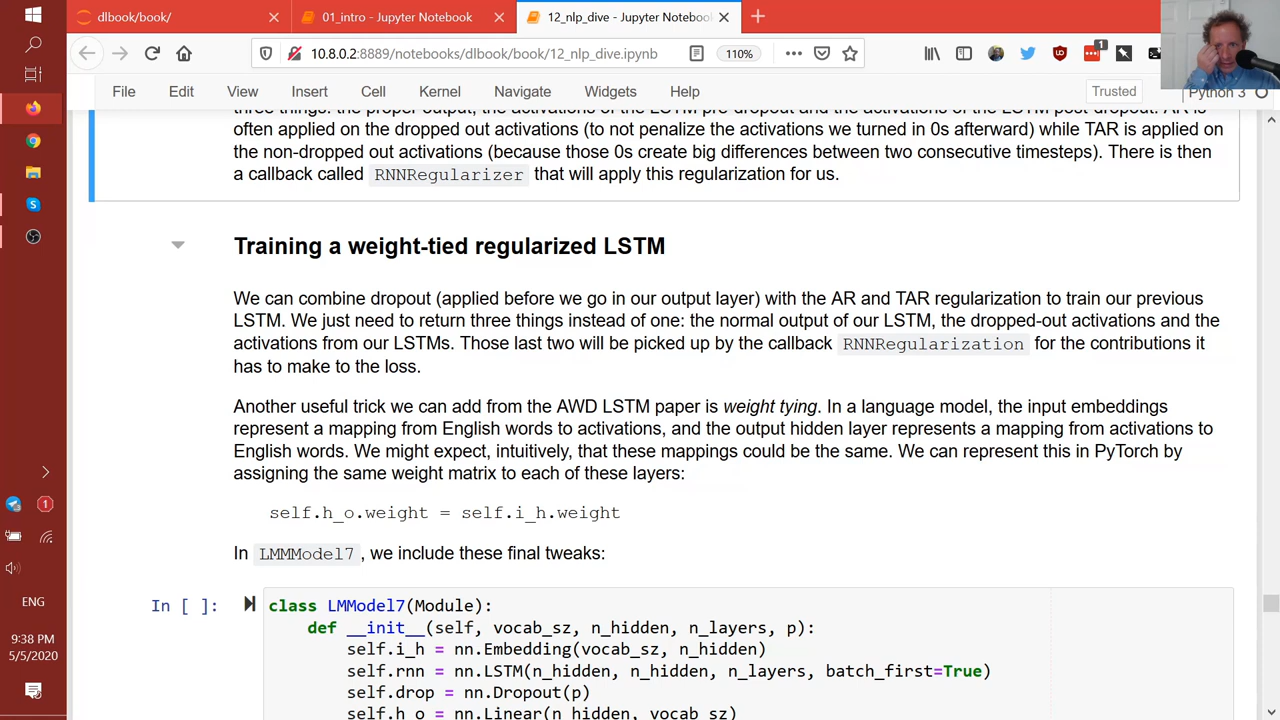 dlbook/book/
01_intro - Jupyter Notebook
12_nlp_dive - Jupyter Notebook
10.8.0.2:8889/notebooks/dlbook/book/12_nlp_dive.ipynb
110%
1
File Edit View Insert Cell Kernel Navigate Widgets Help
Trusted
Python 3
often applied on the dropped out activations (to not penalize the activations we turned in 0s afterward) while TAR is applied on
the non-dropped out activations (because those 0s create big differences between two consecutive timesteps). There is then
a callback called RNNRegularizer that will apply this regularization for us.
Training a weight-tied regularized LSTM
We can combine dropout (applied before we go in our output layer) with the AR and TAR regularization to train our previous
LSTM. We just need to return three things instead of one: the normal output of our LSTM, the dropped-out activations and the
activations from our LSTMs. Those last two will be picked up by the callback RNNRegularization for the contributions it
has to make to the loss.
Another useful trick we can add from the AWD LSTM paper is weight tying. In a language model, the input embeddings
represent a mapping from English words to activations, and the output hidden layer represents a mapping from activations to
English words. We might expect, intuitively, that these mappings could be the same. We can represent this in PyTorch by
assigning the same weight matrix to each of these layers:
self.h_o.weight = self.i_h.weight
In LMMModel7, we include these final tweaks:
In [ ]:
class LMModel7(Module):
def __init__(self, vocab_sz, n_hidden, n_layers, p):
self.i_h = nn.Embedding(vocab_sz, n_hidden)
self.rnn = nn.LSTM(n_hidden, n_hidden, n_layers, batch_first=True)
self.drop = nn.Dropout(p)
self.h_o = nn.Linear(n_hidden, vocab_sz)
1
ENG
9:38 PM
5/5/2020